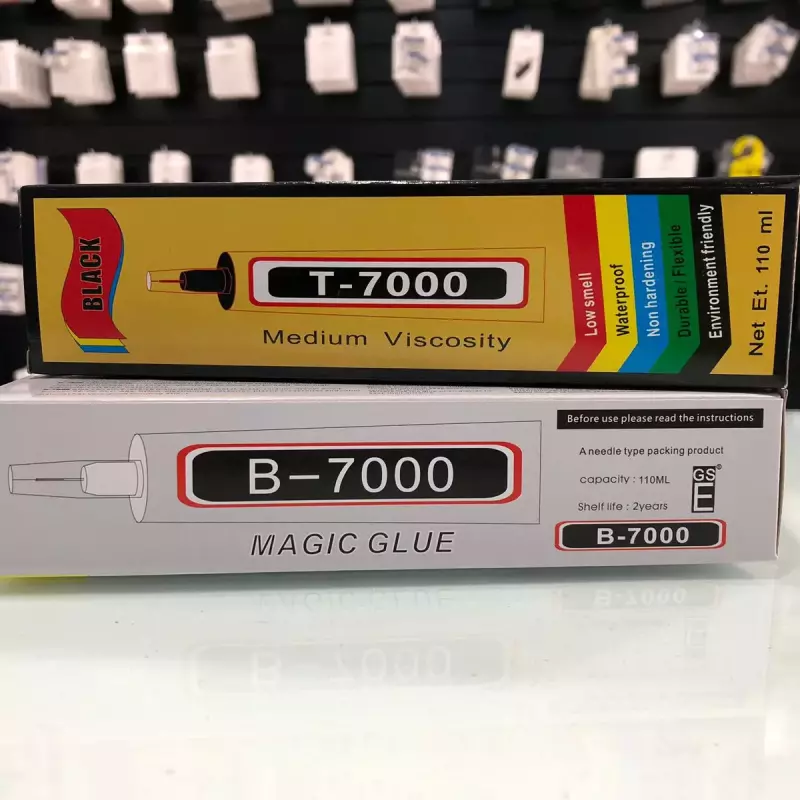 BLACK
T-7000
Medium Viscosity
Low smell
Waterproof
Non hardening
Durable / Flexible
Environment friendly
Net Et. 110 ml
B-7000
MAGIC GLUE
Before use please read the instructions
A needle type packing product
capacity : 110ML
Shelf life : 2years
GS
E
®
B-7000